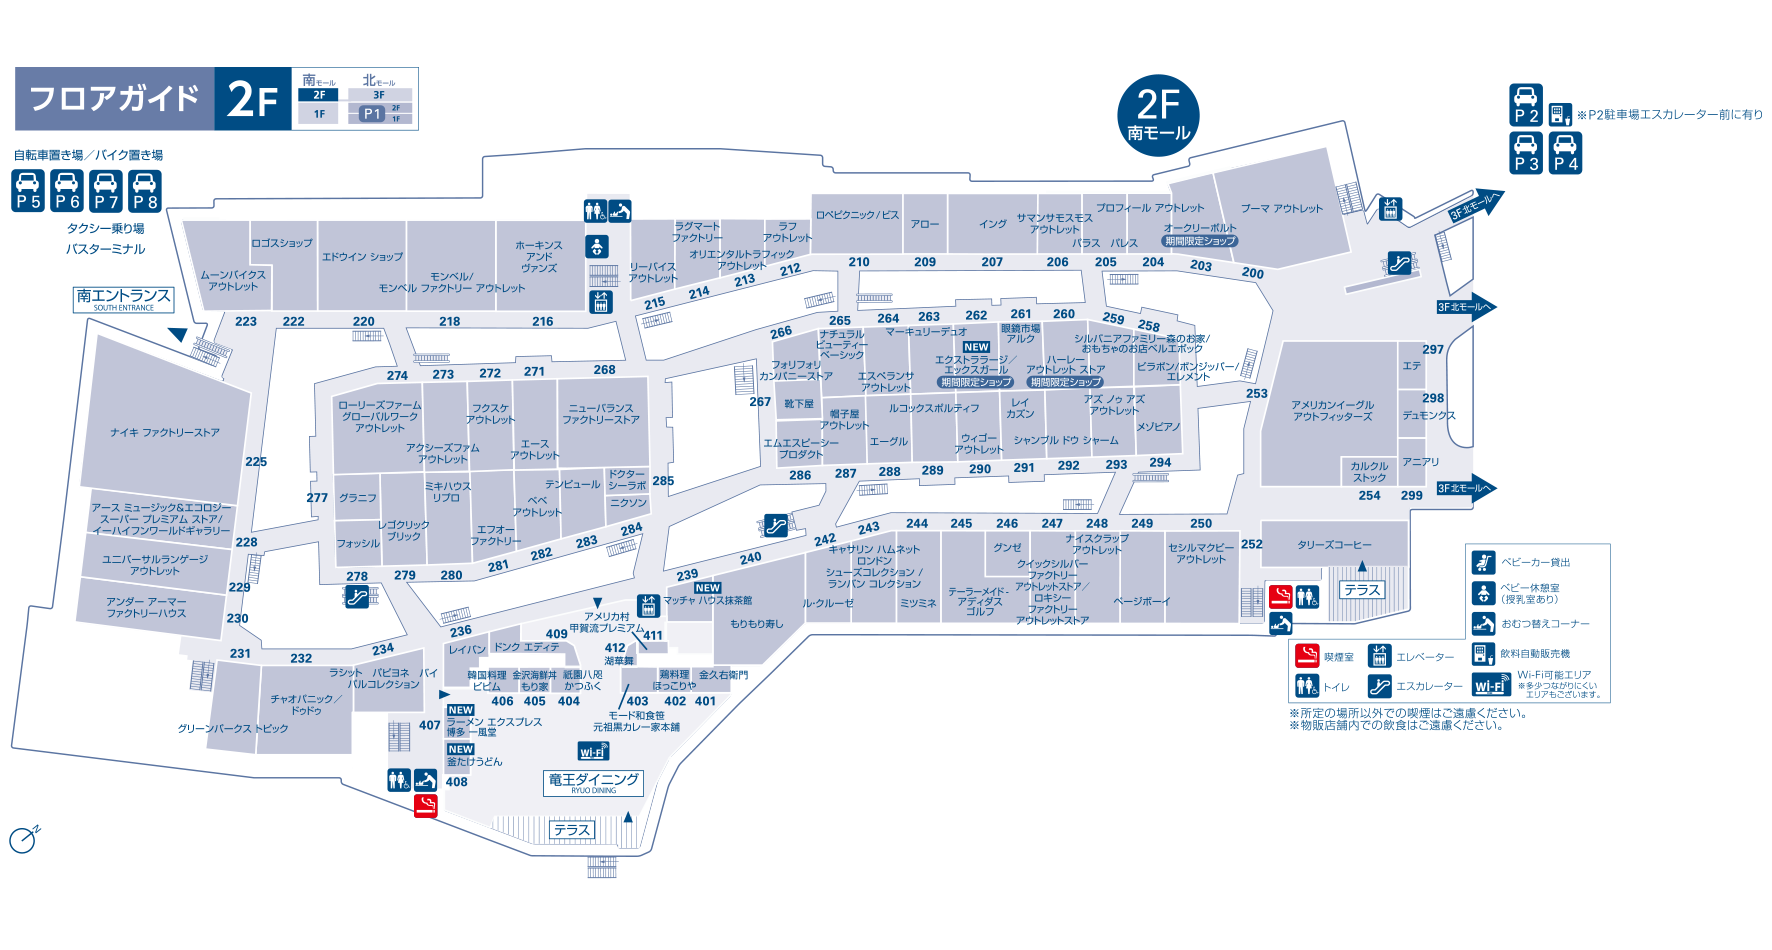 フロアガイド 2F
南モール 北モール
2F 3F
1F P1 2F 1F
自転車置き場／バイク置き場
P5 P6 P7 P8
タクシー乗り場
バスターミナル
南エントランス
SOUTH ENTRANCE
2F
南モール
P2 ※P2駐車場エスカレーター前に有り
P3 P4
3F北モールへ
3F北モールへ
3F北モールへ
ムーンバイクス
アウトレット
ロゴスショップ
エドウイン ショップ
モンベル/
モンベル ファクトリー アウトレット
ホーキンス
アンド
ヴァンズ
リーバイス
アウトレット
ラグマート
ファクトリー
オリエンタルトラフィック
アウトレット
ラフ
アウトレット
ロペピクニック/ビス
アロー
イング
サマンサモスモス
アウトレット
パラス パレス
プロフィール アウトレット
オークリーボルト
期間限定ショップ
プーマ アウトレット
223 222 220 218 216
215 214 213 212 210 209 207 206 205 204 203 200
ナイキ ファクトリーストア
225
アース ミュージック&エコロジー
スーパー プレミアム ストア/
イーハイフンワールドギャラリー
228
ユニバーサルランゲージ
アウトレット
229
アンダー アーマー
ファクトリーハウス
230
231 232 234
グリーンパークス トピック
チャオパニック／
ドゥドゥ
ラシット パピヨネ バイ
パルコレクション
274 273 272 271 268
ローリーズファーム
グローバルワーク
アウトレット
アクシーズファム
アウトレット
フクスケ
アウトレット
エース
アウトレット
ニューバランス
ファクトリーストア
277
グラニフ
フォッシル
レゴクリック
ブリック
ミキハウス
リブロ
エフオー
ファクトリー
べべ
アウトレット
テンピュール
ドクター
シーラボ
ニクソン
285
278 279 280 281 282 283 284
266 265 264 263 262 261 260 259 258
フォリフォリ
カンパニーストア
ナチュラル
ビューティー
ベーシック
エスペランサ
アウトレット
マーキュリーデュオ
NEW
エクストララージ／
エックスガール
期間限定ショップ
眼鏡市場
アルク
ハーレー
アウトレット ストア
期間限定ショップ
シルバニアファミリー森のお家/
おもちゃのお店ベルエポック
ビラボン/ボンジッパー/
エレメント
253
267
靴下屋
エムエスピーシー
プロダクト
帽子屋
アウトレット
エーグル
ルコックスポルティフ
ウィゴー
アウトレット
レイ
カズン
シャンブル ドゥ シャーム
アズ ノゥ アズ
アウトレット
メゾピアノ
286 287 288 289 290 291 292 293 294
アメリカンイーグル
アウトフィッターズ
カルクル
ストック
エテ
297
298
デュモンクス
アニアリ
254 299
236 239 240 242 243 244 245 246 247 248 249 250 252
レイバン
NEW
マッチャ ハウス抹茶館
もりもり寿し
ル・クルーゼ
キャサリン ハムネット
ロンドン
シューズコレクション /
ランバン コレクション
ミツミネ
テーラーメイド-
アディダス
ゴルフ
グンゼ
クイックシルバー
ファクトリー
アウトレットストア/
ロキシー
ファクトリー
アウトレットストア
ナイスクラップ
アウトレット
ページボーイ
セシルマクビー
アウトレット
タリーズコーヒー
テラス
409
ドンク エディテ
アメリカ村
甲賀流プレミアム
411
412
湖華舞
韓国料理
ビビム
406
金沢海鮮丼
もり家
405
祇園八咫
かつふく
404
403
モード和食笹
元祖黒カレー家本舗
鶏料理
ほっこりや
402
金久右衛門
401
407
NEW
ラーメン エクスプレス
博多 一風堂
NEW
釜たけうどん
408
Wi-Fi
竜王ダイニング
RYUO DINING
テラス
N
ベビーカー貸出
ベビー休憩室
(授乳室あり)
おむつ替えコーナー
喫煙室
エレベーター
飲料自動販売機
トイレ
エスカレーター
Wi-Fi
Wi-Fi可能エリア
※多少つながりにくい
エリアもございます。
※所定の場所以外での喫煙はご遠慮ください。
※物販店舗内での飲食はご遠慮ください。